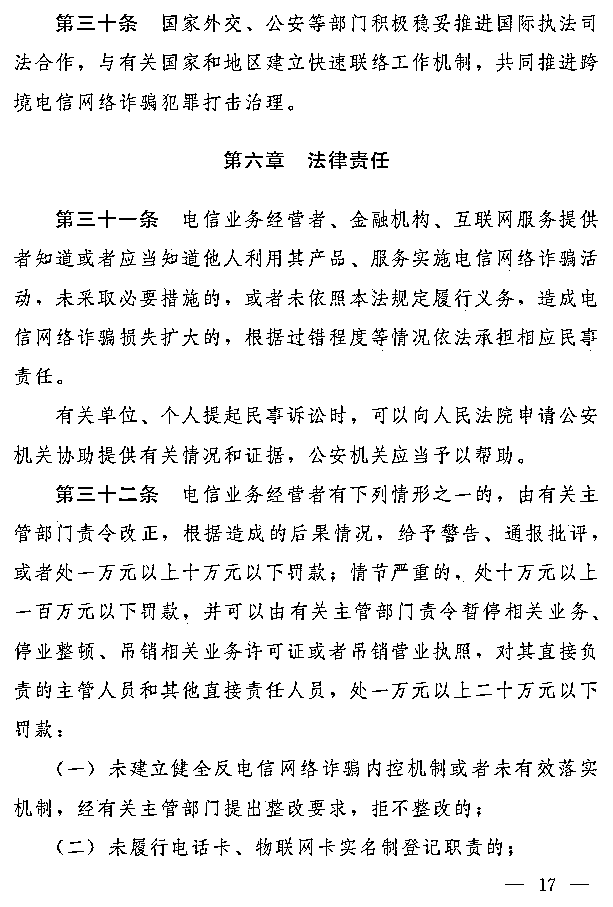 第三十条　国家外交、公安等部门积极稳妥推进国际执法司
法合作，与有关国家和地区建立快速联络工作机制，共同推进跨
境电信网络诈骗犯罪打击治理。
第六章　法律责任
第三十一条　电信业务经营者、金融机构、互联网服务提供
者知道或者应当知道他人利用其产品、服务实施电信网络诈骗活
动，未采取必要措施的，或者未依照本法规定履行义务，造成电
信网络诈骗损失扩大的，根据过错程度等情况依法承担相应民事
责任。
有关单位、个人提起民事诉讼时，可以向人民法院申请公安
机关协助提供有关情况和证据，公安机关应当予以帮助。
第三十二条　电信业务经营者有下列情形之一的，由有关主
管部门责令改正，根据造成的后果情况，给予警告、通报批评，
或者处一万元以上十万元以下罚款；情节严重的，处十万元以上
一百万元以下罚款，并可以由有关主管部门责令暂停相关业务、
停业整顿、吊销相关业务许可证或者吊销营业执照，对其直接负
责的主管人员和其他直接责任人员，处一万元以上二十万元以下
罚款：
（一）未建立健全反电信网络诈骗内控机制或者未有效落实
机制，经有关主管部门提出整改要求，拒不整改的；
（二）未履行电话卡、物联网卡实名制登记职责的；
— 17 —